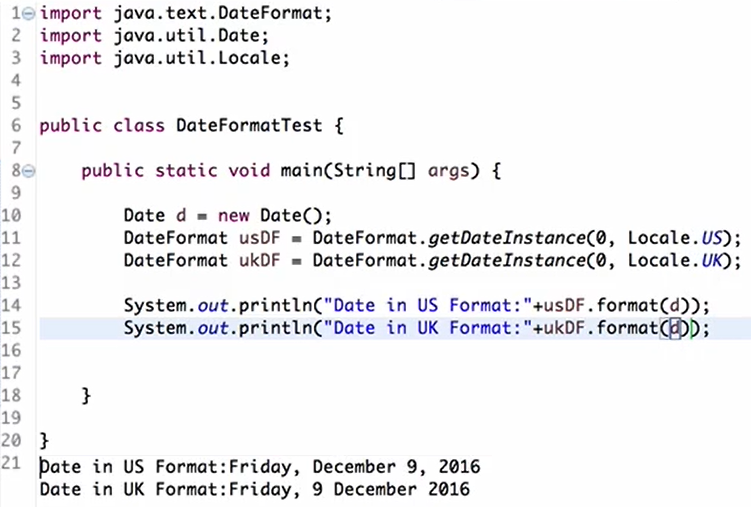 1 import java.text.DateFormat;
2 import java.util.Date;
3 import java.util.Locale;
4
5
6 public class DateFormatTest {
7
8     public static void main(String[] args) {
9
10         Date d = new Date();
11         DateFormat usDF = DateFormat.getDateInstance(0, Locale.US);
12         DateFormat ukDF = DateFormat.getDateInstance(0, Locale.UK);
13
14         System.out.println("Date in US Format:"+usDF.format(d));
15         System.out.println("Date in UK Format:"+ukDF.format(d));
16
17
18     }
19
20 }
21
Date in US Format:Friday, December 9, 2016
Date in UK Format:Friday, 9 December 2016